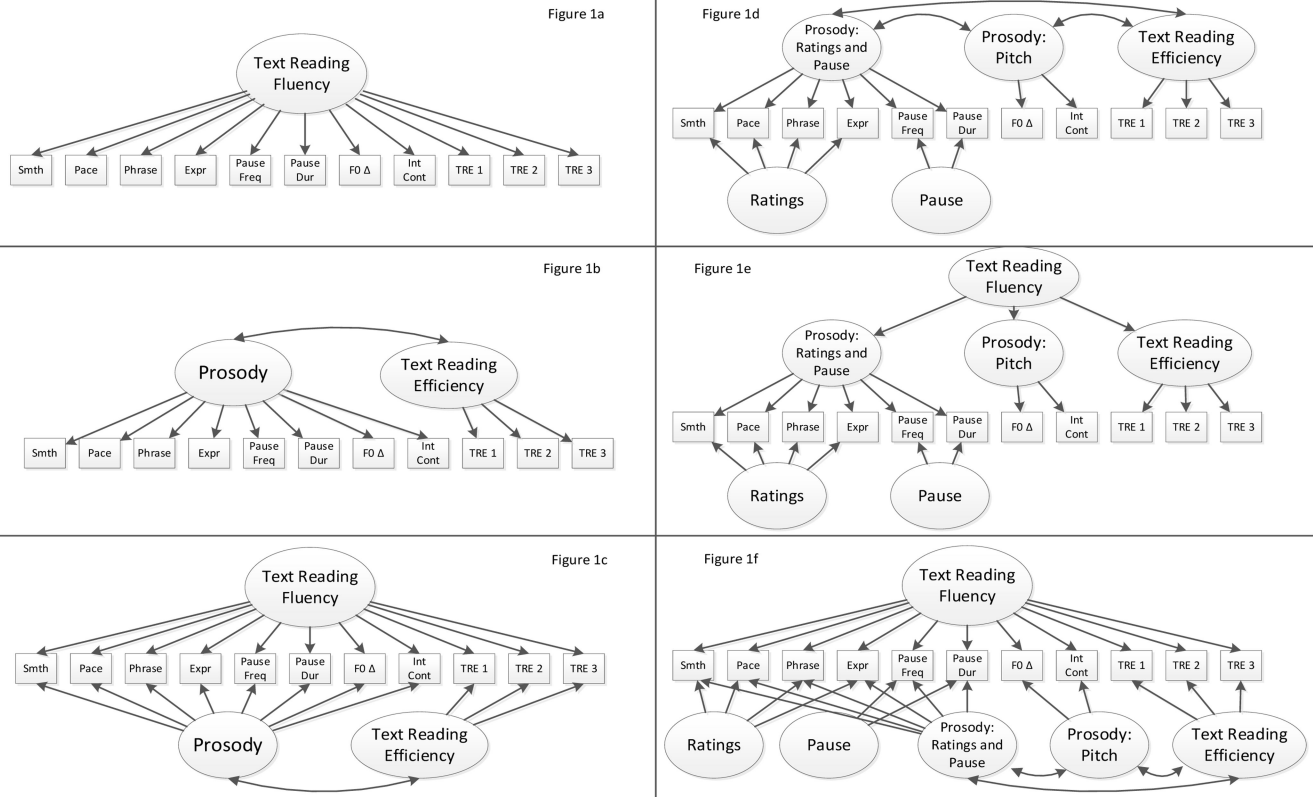 Figure 1a
Text Reading
Fluency
Smth
Pace
Phrase
Expr
Pause
Freq
Pause
Dur
F0 Δ
Int
Cont
TRE 1
TRE 2
TRE 3
Figure 1b
Prosody
Text Reading
Efficiency
Smth
Pace
Phrase
Expr
Pause
Freq
Pause
Dur
F0 Δ
Int
Cont
TRE 1
TRE 2
TRE 3
Figure 1c
Text Reading
Fluency
Smth
Pace
Phrase
Expr
Pause
Freq
Pause
Dur
F0 Δ
Int
Cont
TRE 1
TRE 2
TRE 3
Prosody
Text Reading
Efficiency
Figure 1d
Prosody:
Ratings and
Pause
Prosody:
Pitch
Text Reading
Efficiency
Smth
Pace
Phrase
Expr
Pause
Freq
Pause
Dur
F0 Δ
Int
Cont
TRE 1
TRE 2
TRE 3
Ratings
Pause
Figure 1e
Text Reading
Fluency
Prosody:
Ratings and
Pause
Prosody:
Pitch
Text Reading
Efficiency
Smth
Pace
Phrase
Expr
Pause
Freq
Pause
Dur
F0 Δ
Int
Cont
TRE 1
TRE 2
TRE 3
Ratings
Pause
Figure 1f
Text Reading
Fluency
Smth
Pace
Phrase
Expr
Pause
Freq
Pause
Dur
F0 Δ
Int
Cont
TRE 1
TRE 2
TRE 3
Ratings
Pause
Prosody:
Ratings and
Pause
Prosody:
Pitch
Text Reading
Efficiency